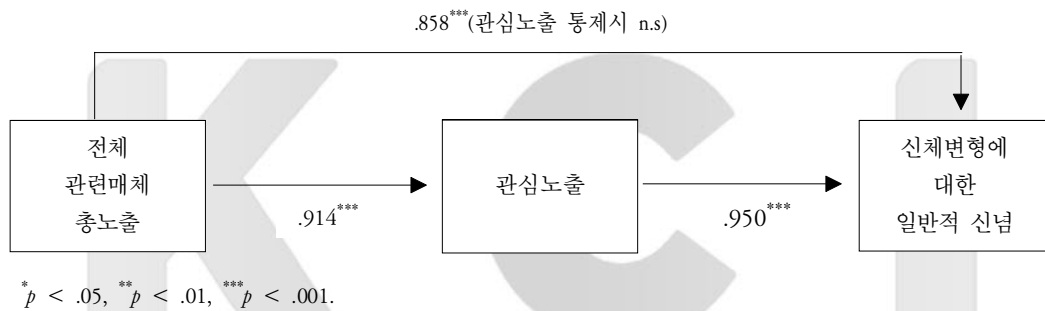 .858***(관심노출 통제시 n.s)
전체
관련매체
총노출
.914***
관심노출
.950***
신체변형에
대한
일반적 신념
*p < .05, **p < .01, ***p < .001.
KCI